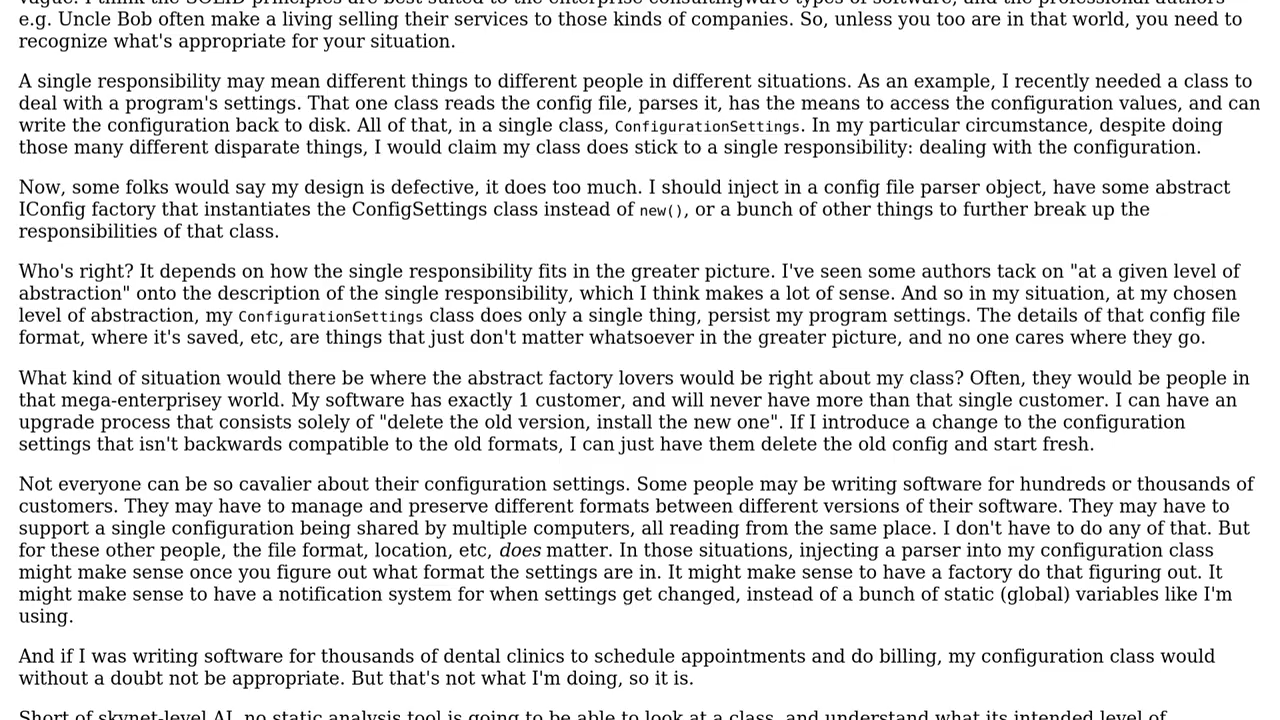 e.g. Uncle Bob often make a living selling their services to those kinds of companies. So, unless you too are in that world, you need to
recognize what's appropriate for your situation.
A single responsibility may mean different things to different people in different situations. As an example, I recently needed a class to
deal with a program's settings. That one class reads the config file, parses it, has the means to access the configuration values, and can
write the configuration back to disk. All of that, in a single class, ConfigurationSettings. In my particular circumstance, despite doing
those many different disparate things, I would claim my class does stick to a single responsibility: dealing with the configuration.
Now, some folks would say my design is defective, it does too much. I should inject in a config file parser object, have some abstract
IConfig factory that instantiates the ConfigSettings class instead of new(), or a bunch of other things to further break up the
responsibilities of that class.
Who's right? It depends on how the single responsibility fits in the greater picture. I've seen some authors tack on "at a given level of
abstraction" onto the description of the single responsibility, which I think makes a lot of sense. And so in my situation, at my chosen
level of abstraction, my ConfigurationSettings class does only a single thing, persist my program settings. The details of that config file
format, where it's saved, etc, are things that just don't matter whatsoever in the greater picture, and no one cares where they go.
What kind of situation would there be where the abstract factory lovers would be right about my class? Often, they would be people in
that mega-enterprisey world. My software has exactly 1 customer, and will never have more than that single customer. I can have an
upgrade process that consists solely of "delete the old version, install the new one". If I introduce a change to the configuration
settings that isn't backwards compatible to the old formats, I can just have them delete the old config and start fresh.
Not everyone can be so cavalier about their configuration settings. Some people may be writing software for hundreds or thousands of
customers. They may have to manage and preserve different formats between different versions of their software. They may have to
support a single configuration being shared by multiple computers, all reading from the same place. I don't have to do any of that. But
for these other people, the file format, location, etc, does matter. In those situations, injecting a parser into my configuration class
might make sense once you figure out what format the settings are in. It might make sense to have a factory do that figuring out. It
might make sense to have a notification system for when settings get changed, instead of a bunch of static (global) variables like I'm
using.
And if I was writing software for thousands of dental clinics to schedule appointments and do billing, my configuration class would
without a doubt not be appropriate. But that's not what I'm doing, so it is.
Short of skynet-level AI, no static analysis tool is going to be able to look at a class, and understand what its intended level of